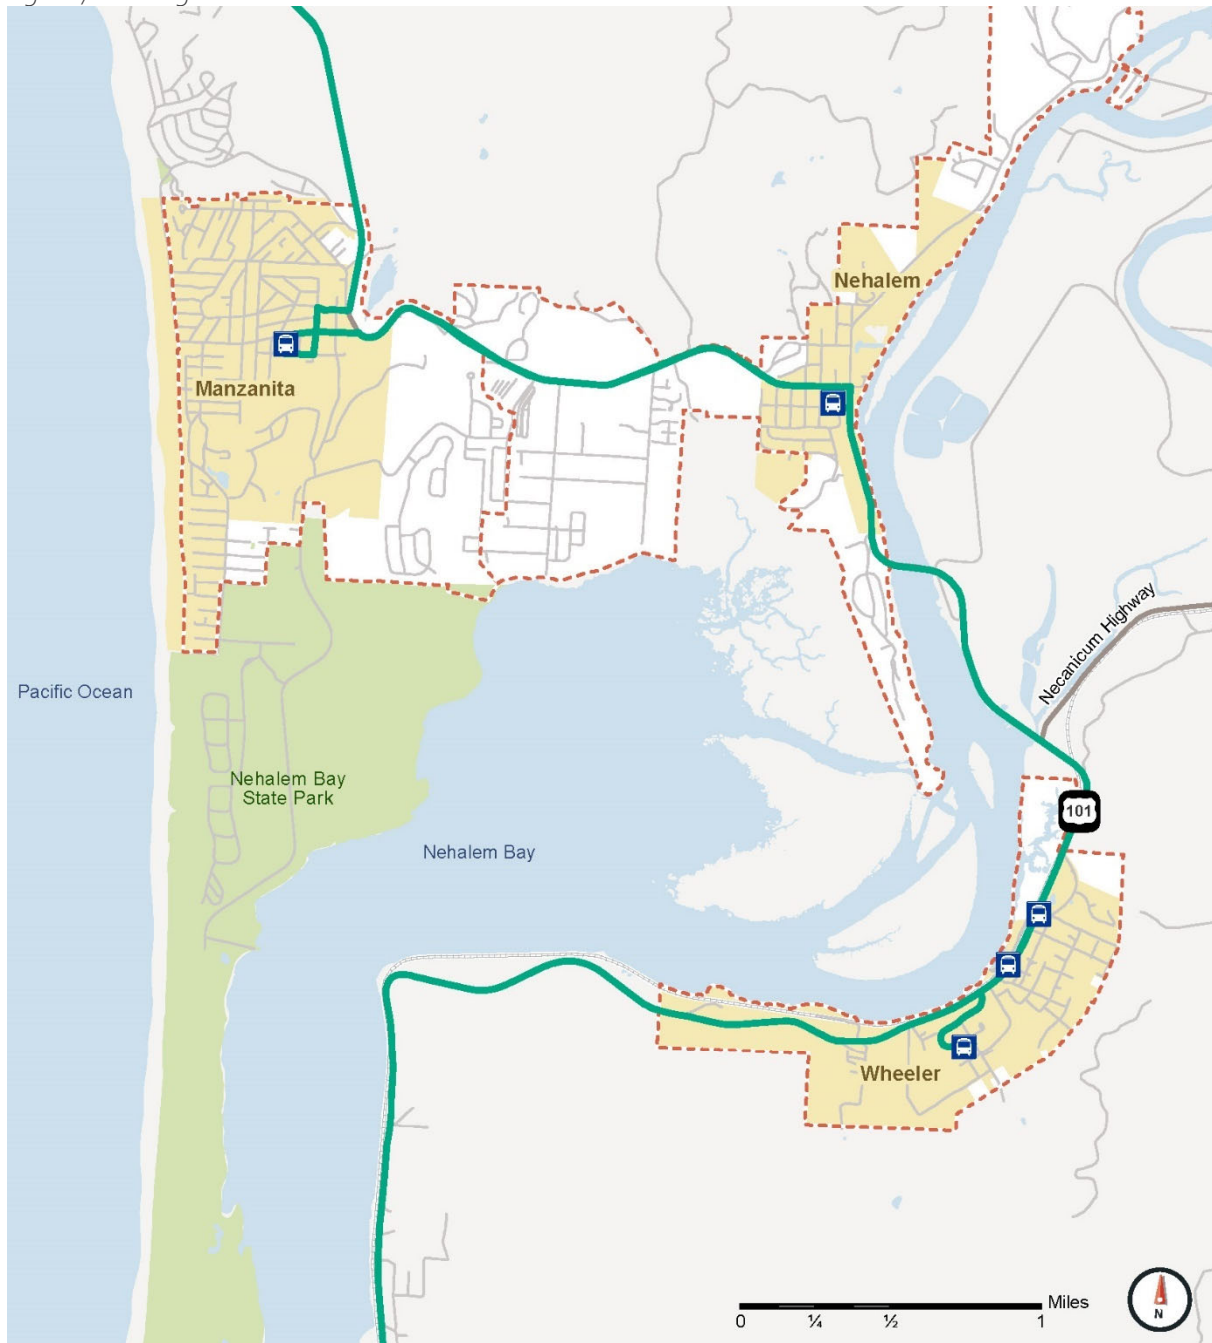 Nehalem
Manzanita
Necanicum Highway
Pacific Ocean
Nehalem Bay
State Park
101
Nehalem Bay
Wheeler
Miles
0 ¼ ½ 1
N